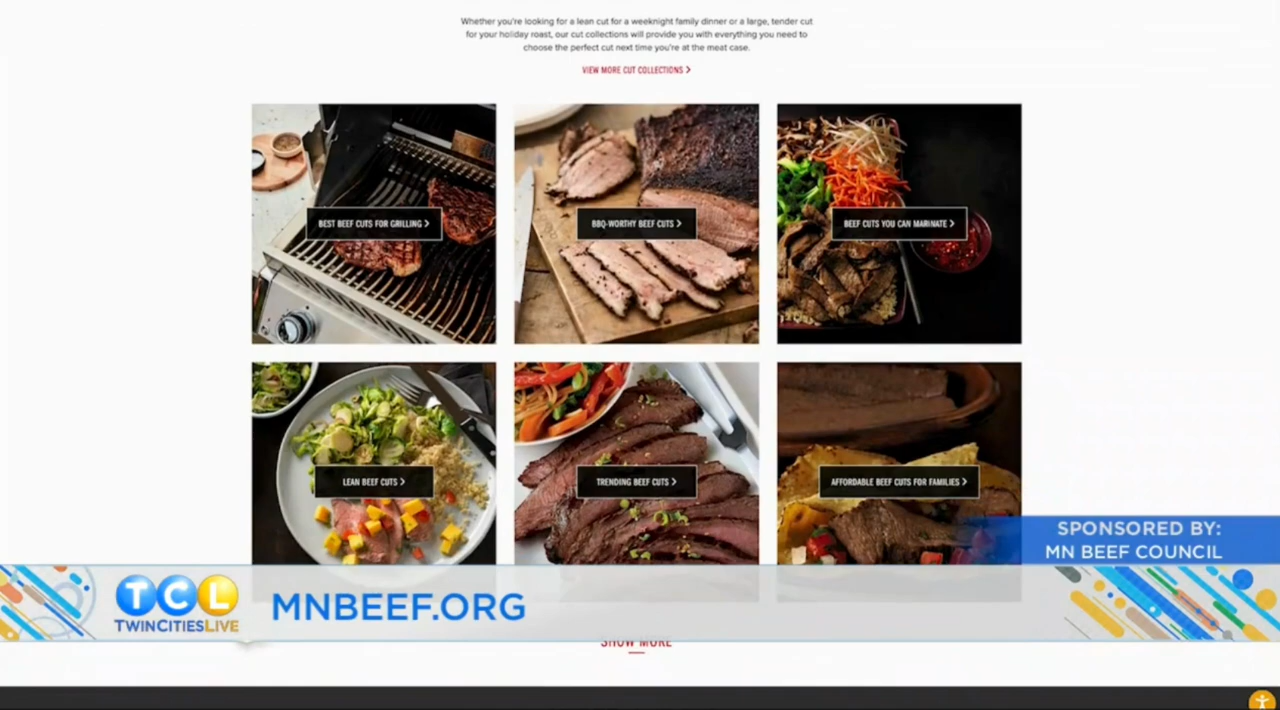 Whether you're looking for a lean cut for a weeknight family dinner or a large, tender cut
for your holiday roast, our cut collections will provide you with everything you need to
choose the perfect cut next time you're at the meat case.
VIEW MORE CUT COLLECTIONS >
BEST BEEF CUTS FOR GRILLING >
BBQ-WORTHY BEEF CUTS >
BEEF CUTS YOU CAN MARINATE >
LEAN BEEF CUTS >
TRENDING BEEF CUTS >
AFFORDABLE BEEF CUTS FOR FAMILIES >
SPONSORED BY:
MN BEEF COUNCIL
TCL
TWINCITIESLIVE
MNBEEF.ORG
SHOW MORE